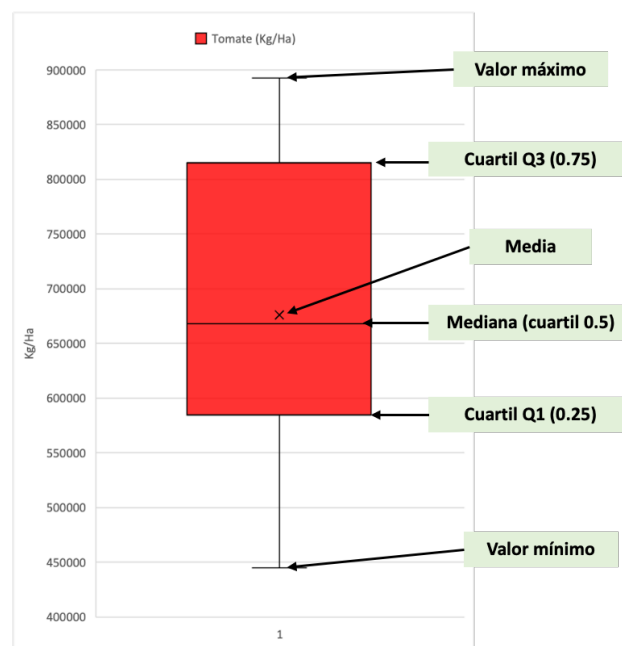 Tomate (Kg/Ha)
900000
Valor máximo
850000
800000
Cuartil Q3 (0.75)
750000
Media
700000
Mediana (cuartil 0.5)
650000
Kg/Ha
600000
Cuartil Q1 (0.25)
550000
500000
450000
Valor mínimo
400000
1